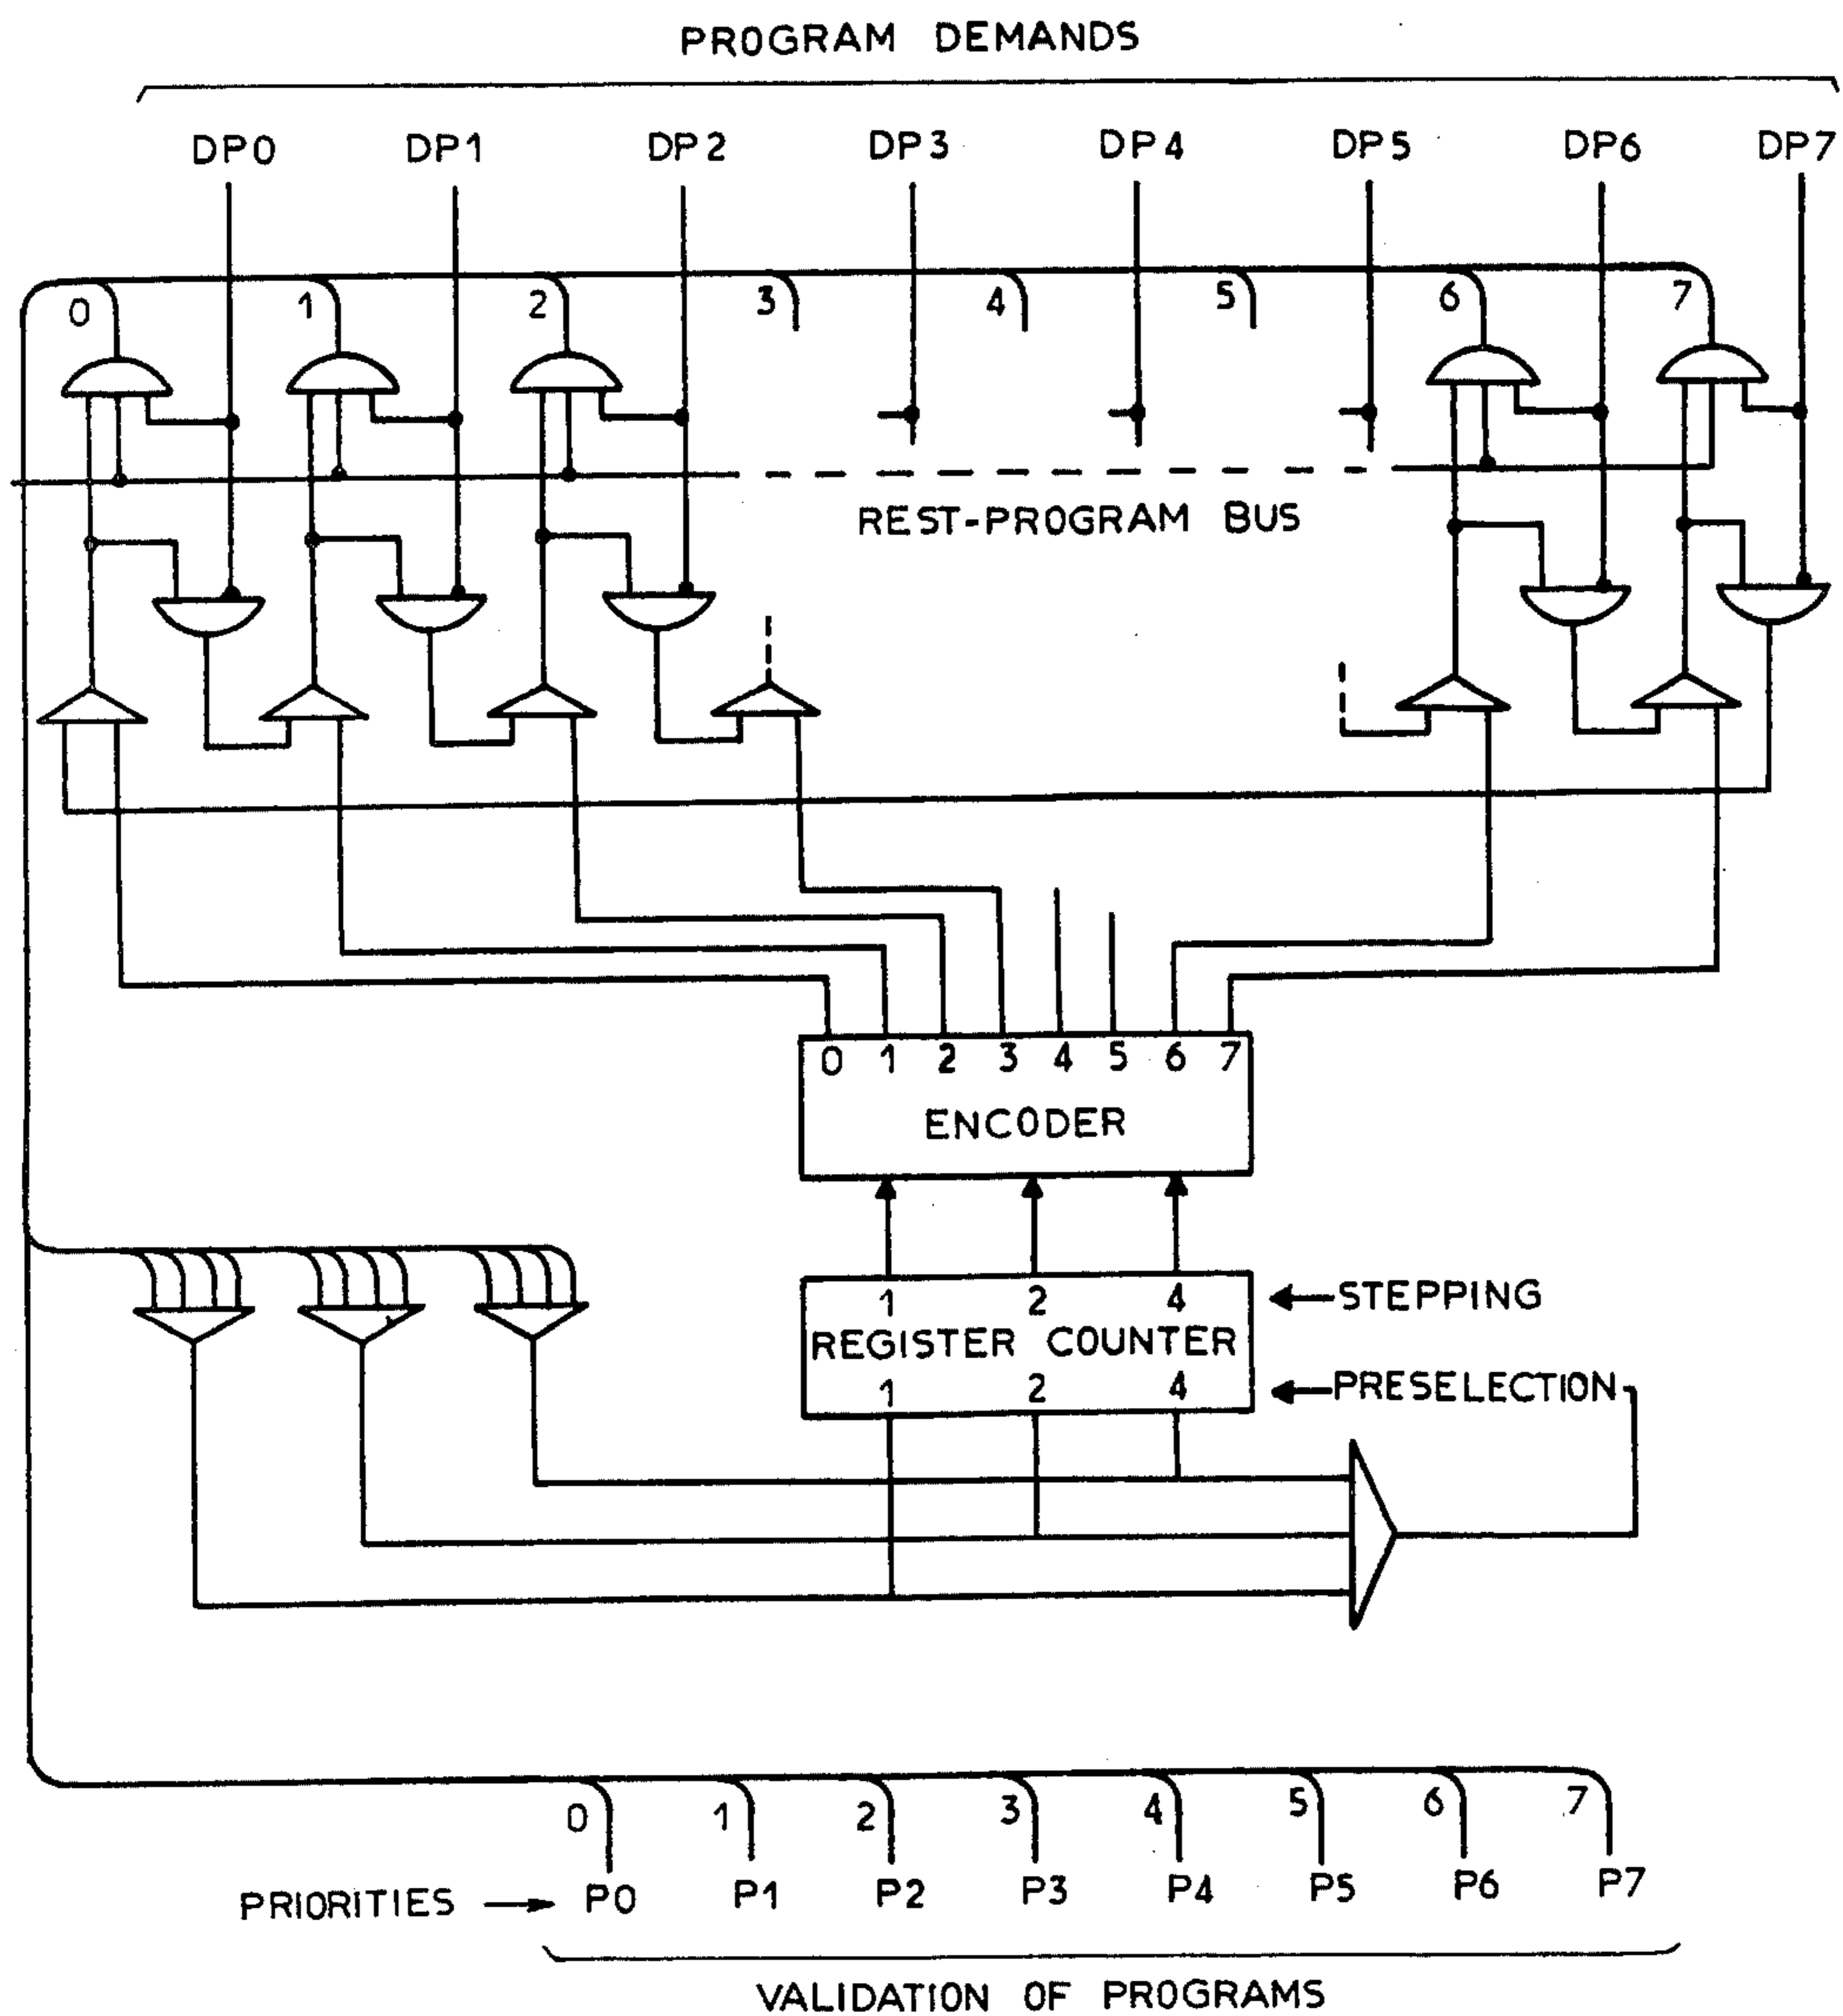 PROGRAM DEMANDS
DP0 DP1 DP2 DP3 DP4 DP5 DP6 DP7
0 1 2 3 4 5 6 7
REST-PROGRAM BUS
0 1 2 3 4 5 6 7
ENCODER
1 2 4
STEPPING
REGISTER COUNTER
1 2 4
PRESELECTION
0 1 2 3 4 5 6 7
PRIORITIES P0 P1 P2 P3 P4 P5 P6 P7
VALIDATION OF PROGRAMS